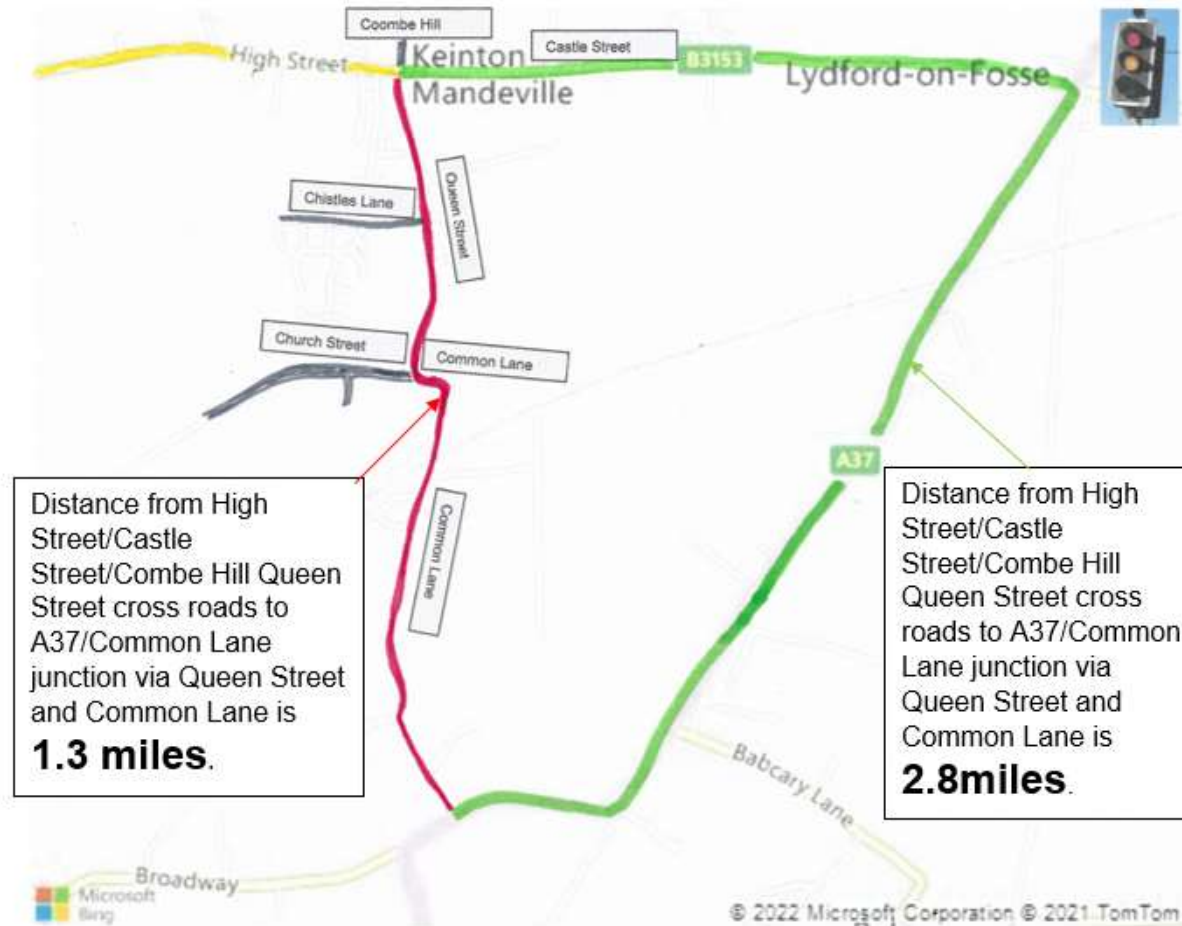 Coombe Hill
High Street
Keinton
Mandeville
Castle Street
B3153
Lydford-on-Fosse
Chistles Lane
Queen Street
Church Street
Common Lane
A37
Common Lane
Distance from High
Street/Castle
Street/Combe Hill Queen
Street cross roads to
A37/Common Lane
junction via Queen Street
and Common Lane is
1.3 miles.
Distance from High
Street/Castle
Street/Combe Hill
Queen Street cross
roads to A37/Common
Lane junction via
Queen Street and
Common Lane is
2.8miles.
Babcary Lane
Broadway
Microsoft
Bing
© 2022 Microsoft Corporation © 2021 TomTom